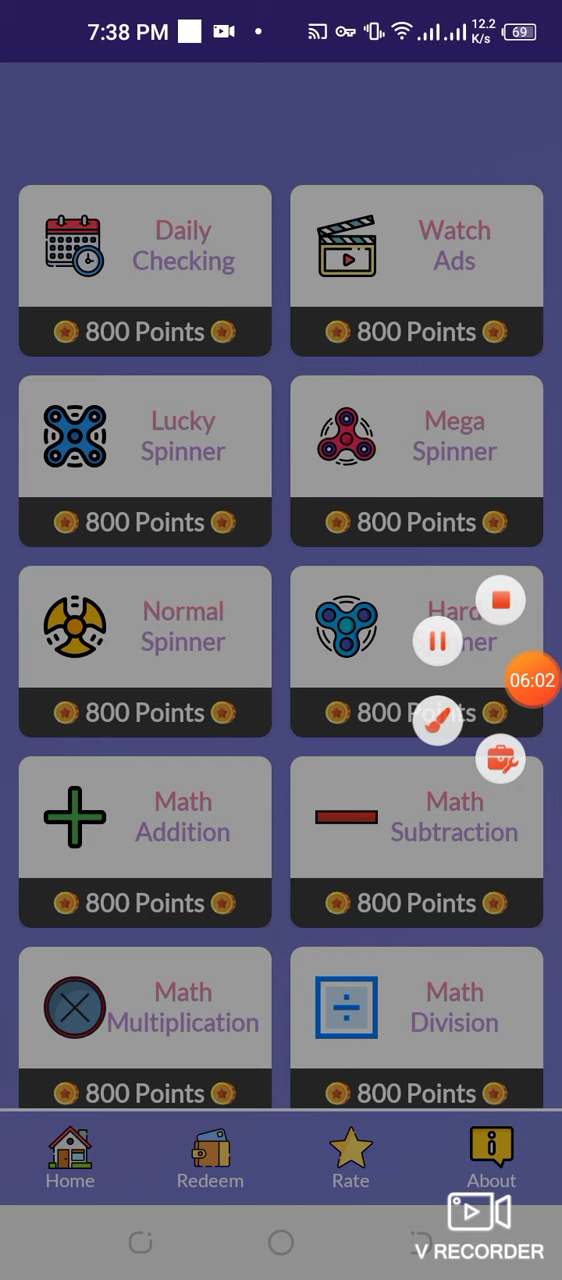 7:38 PM
12.2
K/s
69
Daily
Checking
Watch
Ads
800 Points
800 Points
Lucky
Spinner
Mega
Spinner
800 Points
800 Points
Normal
Spinner
06:02
800 Points
800 Points
Math
Addition
Math
Subtraction
800 Points
800 Points
Math
Multiplication
Math
Division
800 Points
800 Points
Home
Redeem
Rate
About
V RECORDER